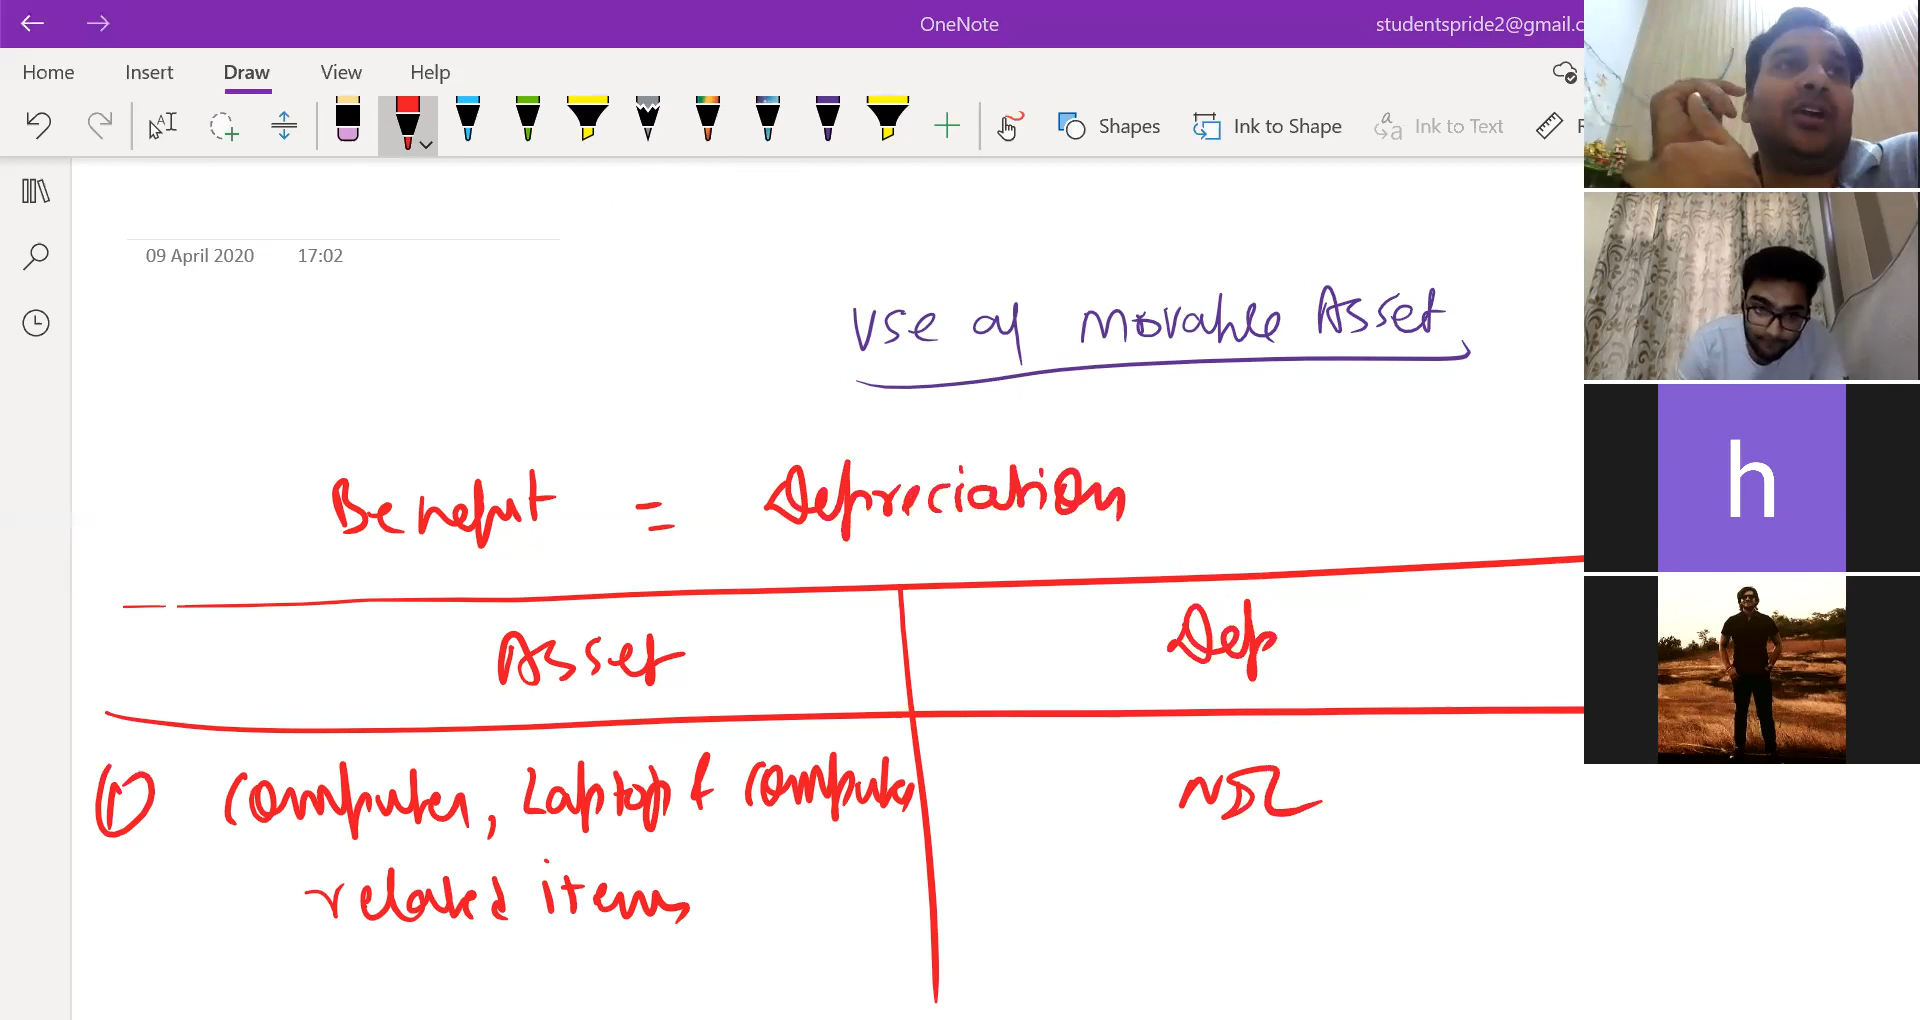 OneNote
studentspride2@gmail.c
Home Insert Draw View Help
Shapes Ink to Shape Ink to Text
09 April 2020 17:02
Use of movable Asset
Benefit = Depreciation
Asset Dep
① Computer, Laptop & Computer NIL
related items
h